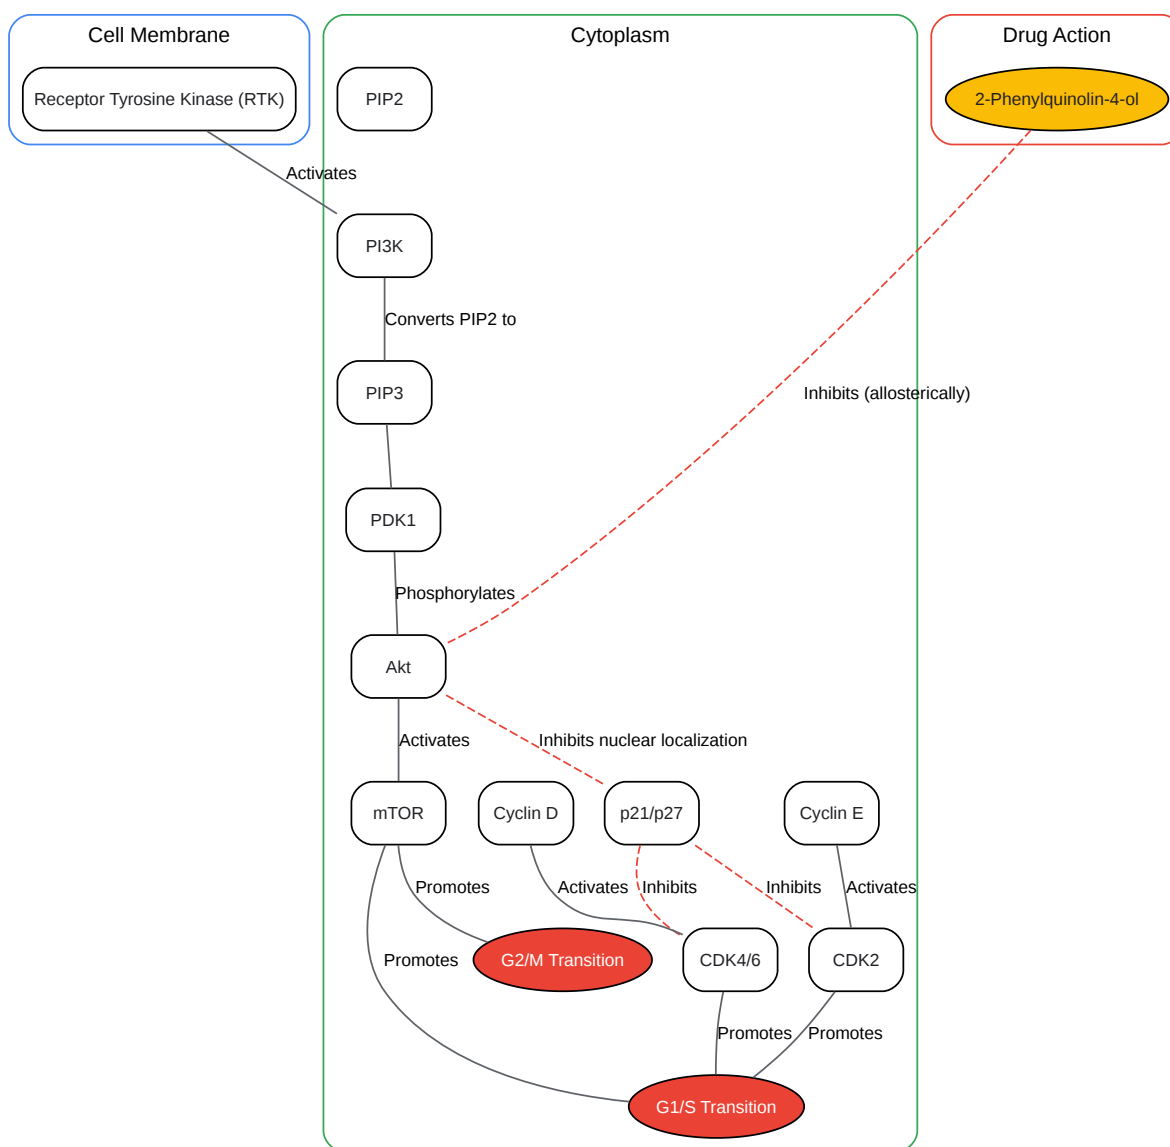 Cell Membrane
Cytoplasm
Drug Action
Receptor Tyrosine Kinase (RTK)
PIP2
2-Phenylquinolin-4-ol
Activates
PI3K
Converts PIP2 to
PIP3
Inhibits (allosterically)
PDK1
Phosphorylates
Akt
Activates
Inhibits nuclear localization
mTOR
Cyclin D
p21/p27
Cyclin E
Promotes
Activates
Inhibits
Inhibits
Activates
Promotes
G2/M Transition
CDK4/6
CDK2
Promotes
Promotes
G1/S Transition